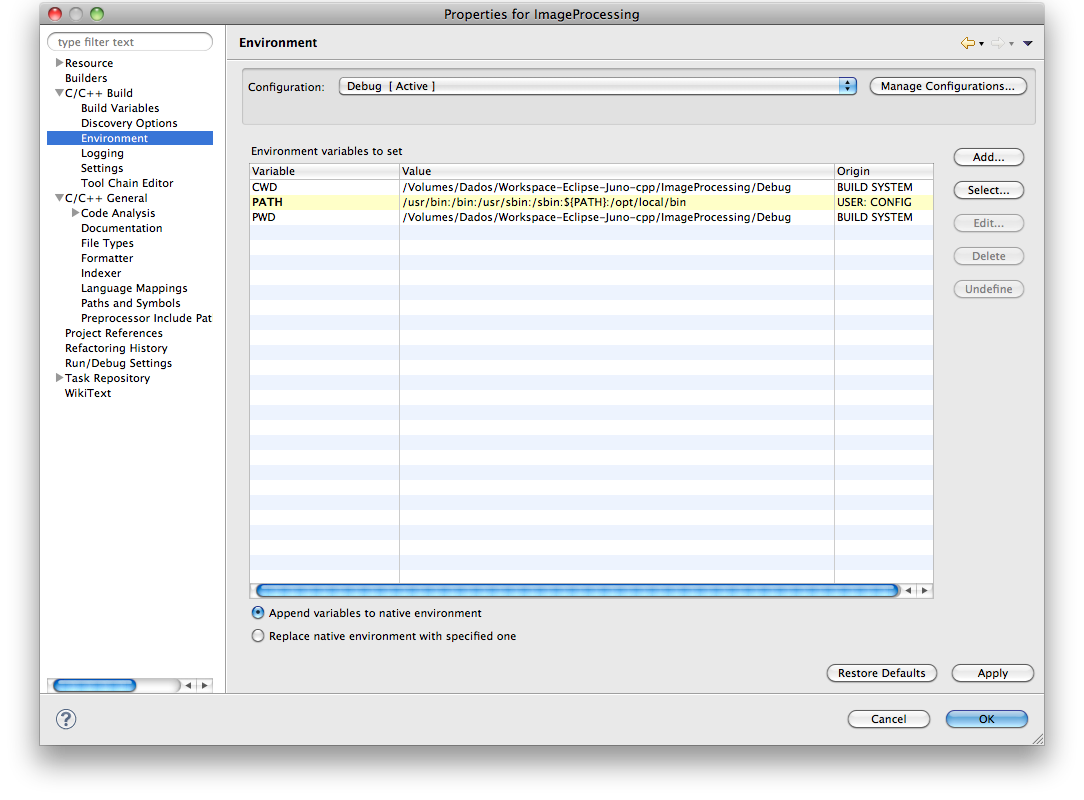 Properties for ImageProcessing
type filter text
Resource
Builders
C/C++ Build
Build Variables
Discovery Options
Environment
Logging
Settings
Tool Chain Editor
C/C++ General
Code Analysis
Documentation
File Types
Formatter
Indexer
Language Mappings
Paths and Symbols
Preprocessor Include Pat
Project References
Refactoring History
Run/Debug Settings
Task Repository
WikiText
Environment
Configuration: Debug [ Active ] Manage Configurations...
Environment variables to set
Variable Value Origin
CWD /Volumes/Dados/Workspace-Eclipse-Juno-cpp/ImageProcessing/Debug BUILD SYSTEM
PATH /usr/bin:/bin:/usr/sbin:/sbin:${PATH}:/opt/local/bin USER: CONFIG
PWD /Volumes/Dados/Workspace-Eclipse-Juno-cpp/ImageProcessing/Debug BUILD SYSTEM
Add...
Select...
Edit...
Delete
Undefine
Append variables to native environment
Replace native environment with specified one
Restore Defaults Apply
? Cancel OK